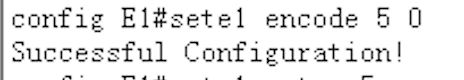 config E1#sete1 encode 5 0
Successful Configuration!